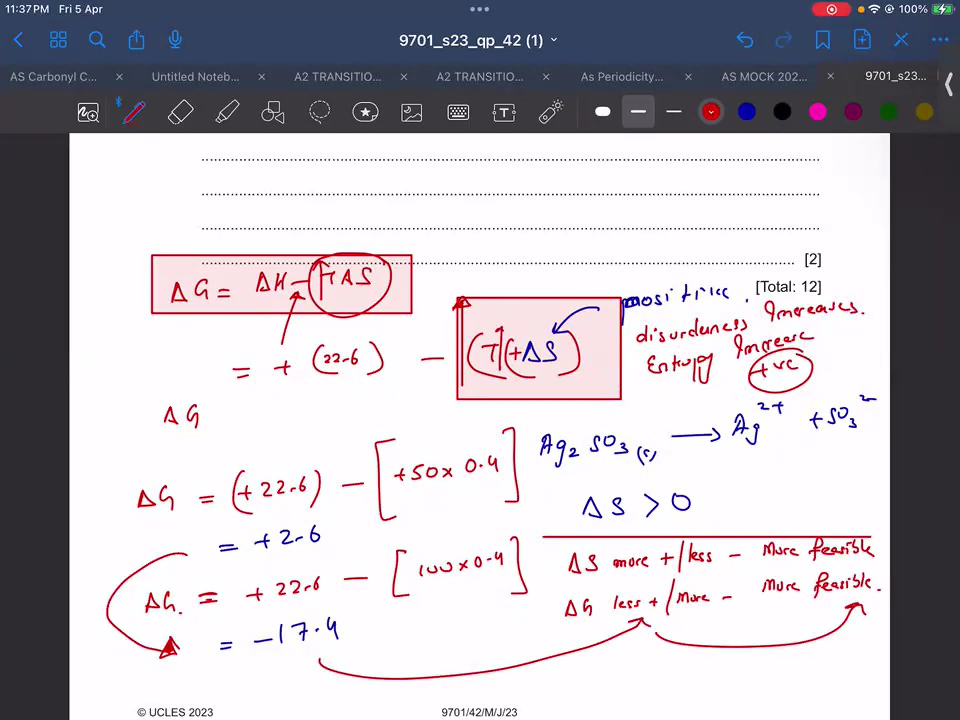 11:37 PM Fri 5 Apr
100%
9701_s23_qp_42 (1)
AS Carbonyl C...
Untitled Noteb...
A2 TRANSITIO...
A2 TRANSITIO...
As Periodicity...
AS MOCK 202...
9701_s23...
[2]
[Total: 12]
ΔG = ΔH - TΔS
positive.
disorderness Increases.
Entropy Increase
+ve
= + (22.6) - (T(+ΔS)
ΔG
Ag2SO3(s) → Ag2+ + SO3 2-
ΔG = (+22.6) - [+50 x 0.4]
ΔS > 0
= +2.6
ΔS more +/less - More feasible
ΔG. = +22.6 - [100 x 0.4]
ΔG less +/More - More feasible.
= -17.4
© UCLES 2023
9701/42/M/J/23